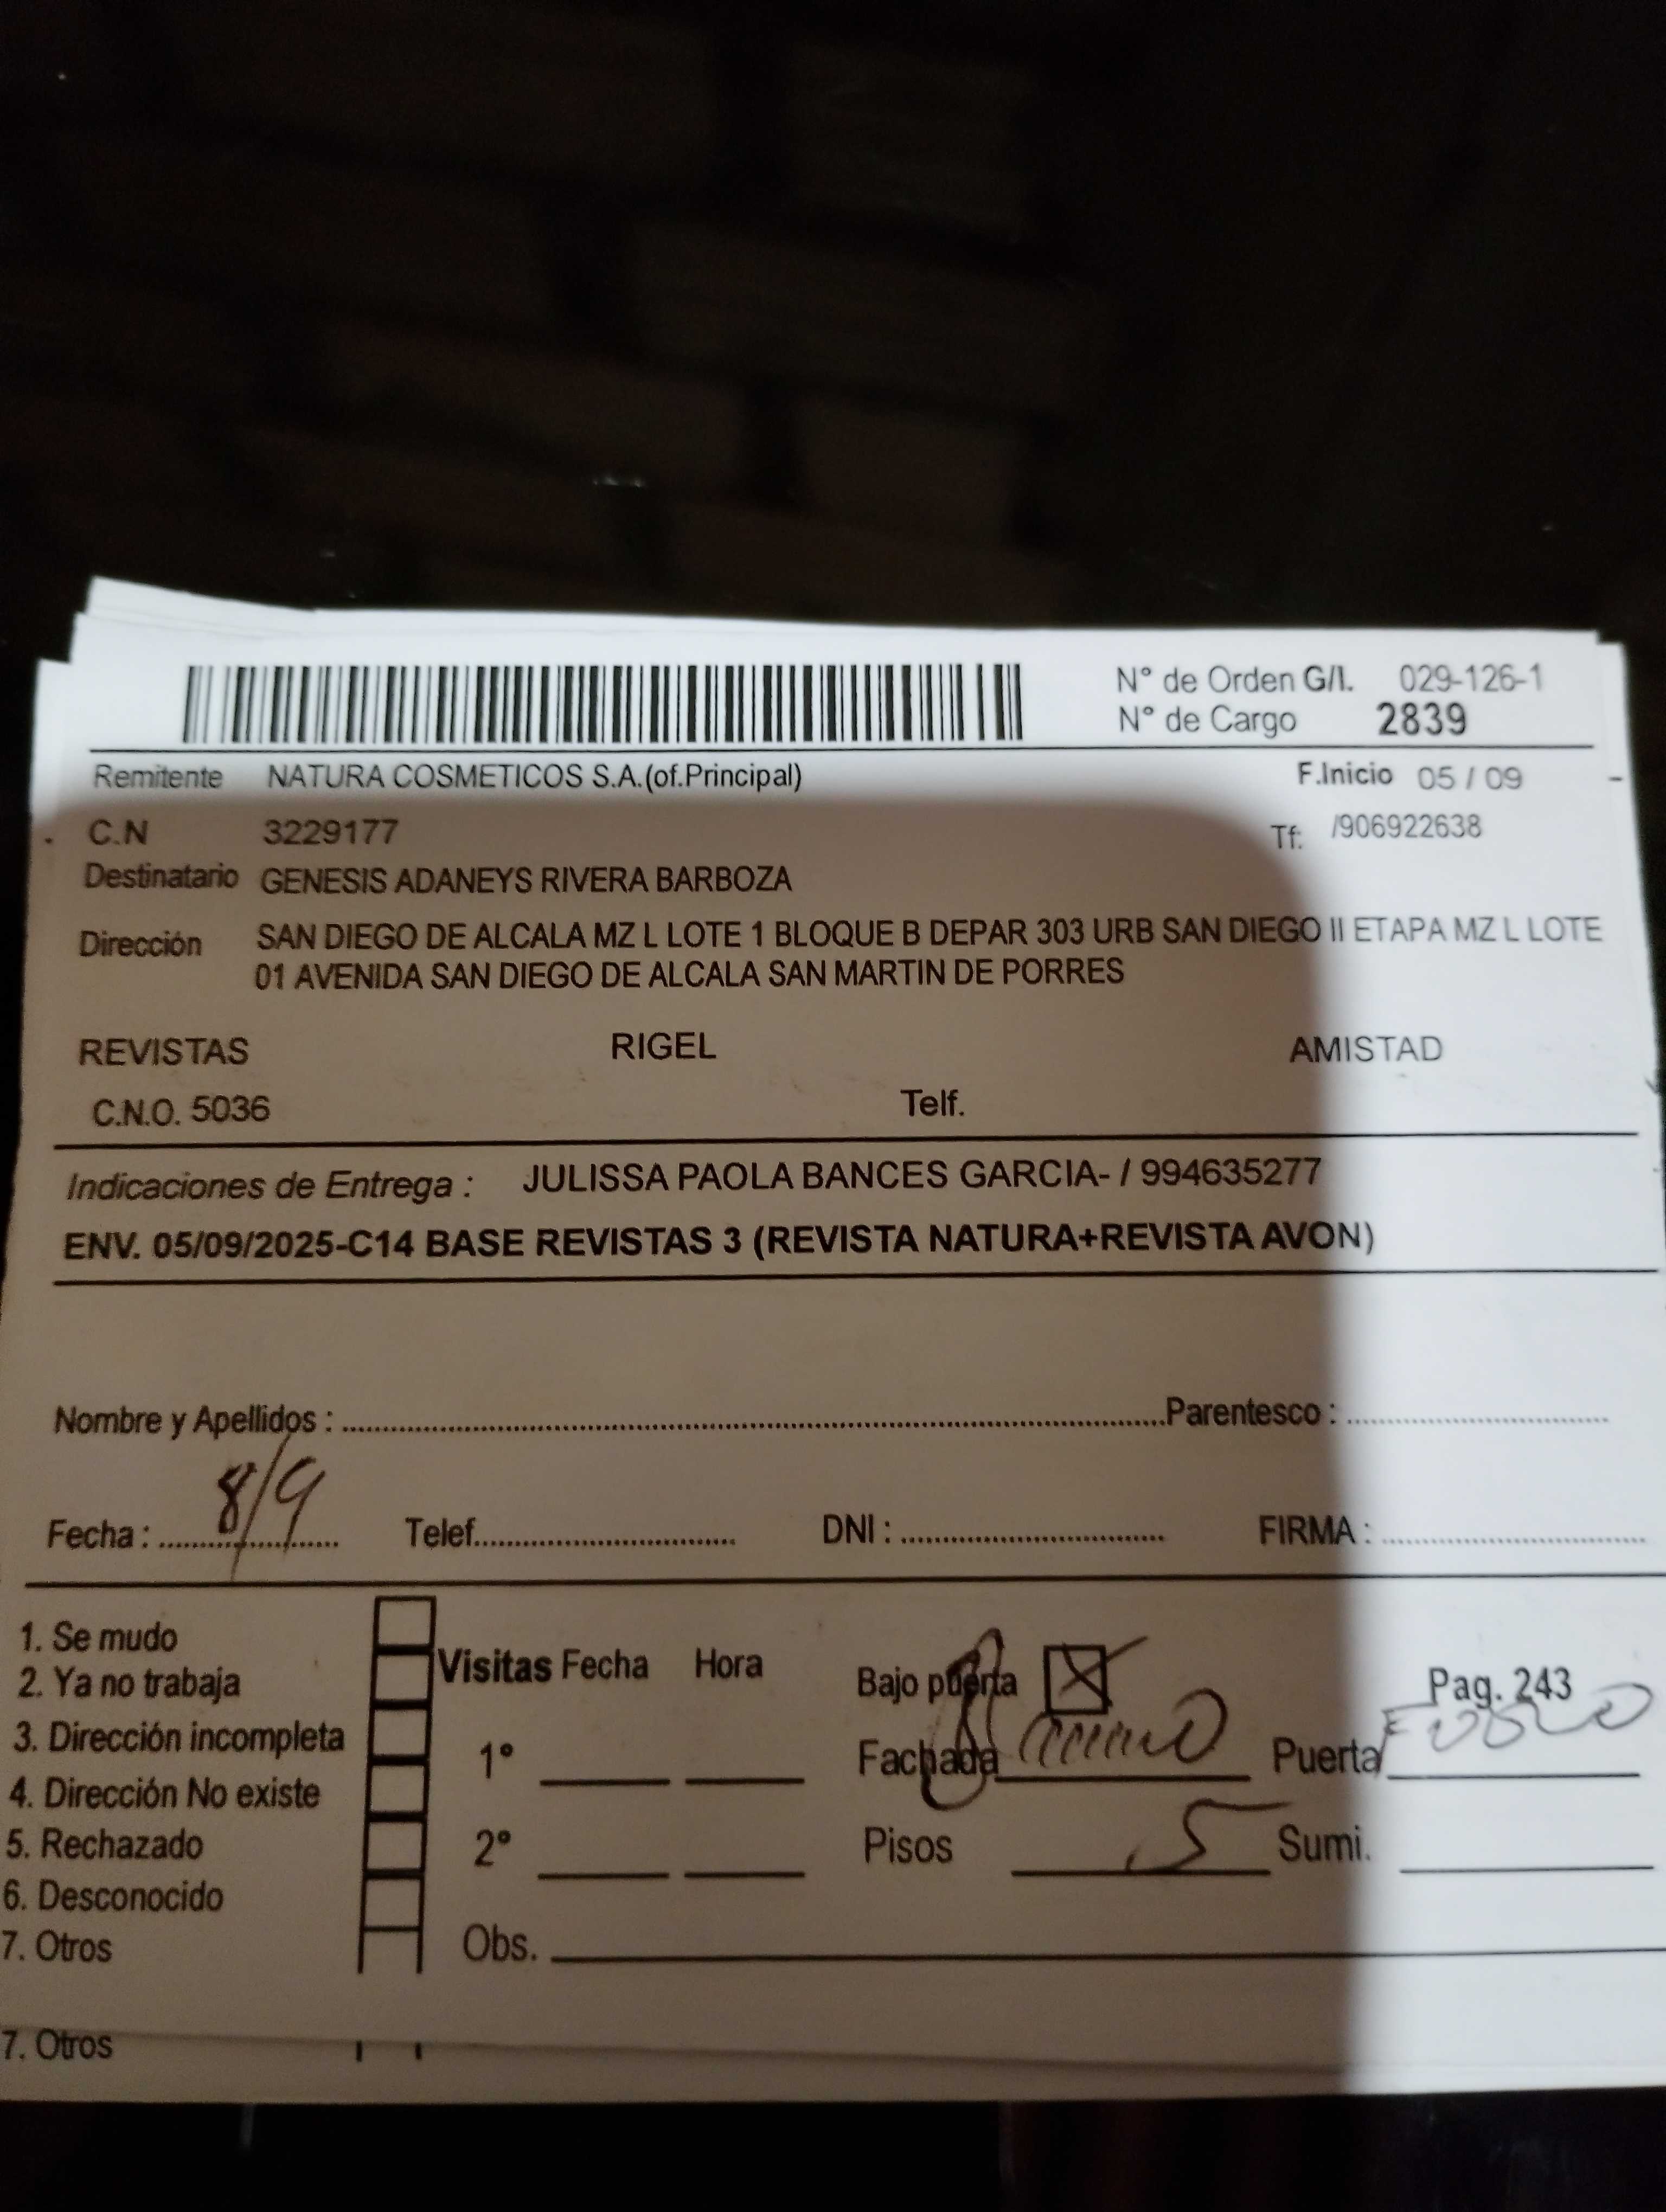 N° de Orden G/I. 029-126-1
N° de Cargo 2839
Remitente NATURA COSMETICOS S.A.(of.Principal) F.Inicio 05 / 09
C.N 3229177 Tf: /906922638
Destinatario GENESIS ADANEYS RIVERA BARBOZA
Dirección SAN DIEGO DE ALCALA MZ L LOTE 1 BLOQUE B DEPAR 303 URB SAN DIEGO II ETAPA MZ L LOTE
01 AVENIDA SAN DIEGO DE ALCALA SAN MARTIN DE PORRES
REVISTAS RIGEL AMISTAD
C.N.O. 5036 Telf.
Indicaciones de Entrega : JULISSA PAOLA BANCES GARCIA- / 994635277
ENV. 05/09/2025-C14 BASE REVISTAS 3 (REVISTA NATURA+REVISTA AVON)
Nombre y Apellidos : Parentesco :
Fecha : 8/9 Telef. DNI : FIRMA :
1. Se mudo
2. Ya no trabaja
3. Dirección incompleta
4. Dirección No existe
5. Rechazado
6. Desconocido
7. Otros
Visitas Fecha Hora
1°
2°
Obs.
Bajo puerta Pag. 243
Fachada Puerta
Pisos 5 Sumi.
7. Otros